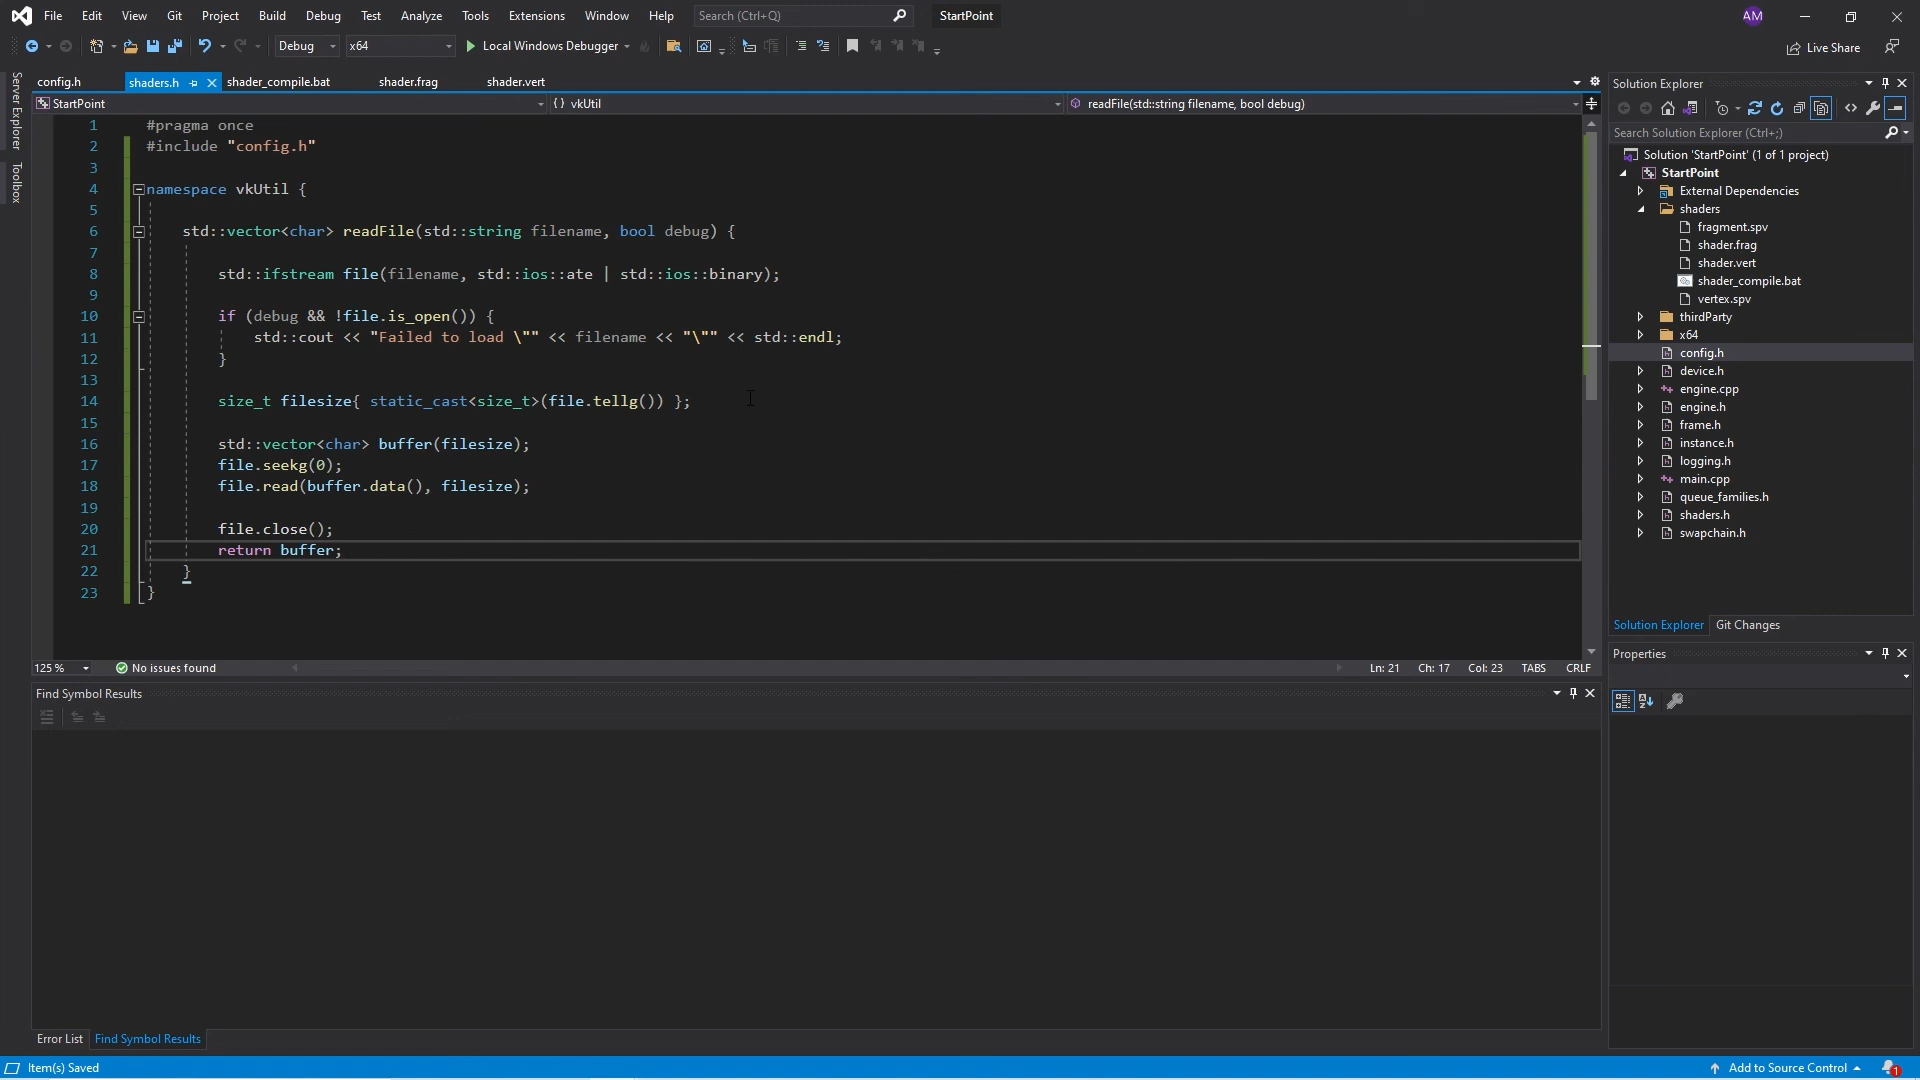 File Edit View Git Project Build Debug Test Analyze Tools Extensions Window Help Search (Ctrl+Q) StartPoint AM
Debug x64 Local Windows Debugger Live Share
Server Explorer
Toolbox
config.h shaders.h shader_compile.bat shader.frag shader.vert
StartPoint {} vkUtil readFile(std::string filename, bool debug)
1 #pragma once
2 #include "config.h"
3
4 namespace vkUtil {
5
6 std::vector<char> readFile(std::string filename, bool debug) {
7
8 std::ifstream file(filename, std::ios::ate | std::ios::binary);
9
10 if (debug && !file.is_open()) {
11 std::cout << "Failed to load \"" << filename << "\"" << std::endl;
12 }
13
14 size_t filesize{ static_cast<size_t>(file.tellg()) };
15
16 std::vector<char> buffer(filesize);
17 file.seekg(0);
18 file.read(buffer.data(), filesize);
19
20 file.close();
21 return buffer;
22 }
23 }
125 % No issues found Ln: 21 Ch: 17 Col: 23 TABS CRLF
Find Symbol Results
Error List Find Symbol Results
Item(s) Saved Add to Source Control 1
Solution Explorer
Search Solution Explorer (Ctrl+;)
Solution 'StartPoint' (1 of 1 project)
StartPoint
External Dependencies
shaders
fragment.spv
shader.frag
shader.vert
shader_compile.bat
vertex.spv
thirdParty
x64
config.h
device.h
engine.cpp
engine.h
frame.h
instance.h
logging.h
main.cpp
queue_families.h
shaders.h
swapchain.h
Solution Explorer Git Changes
Properties